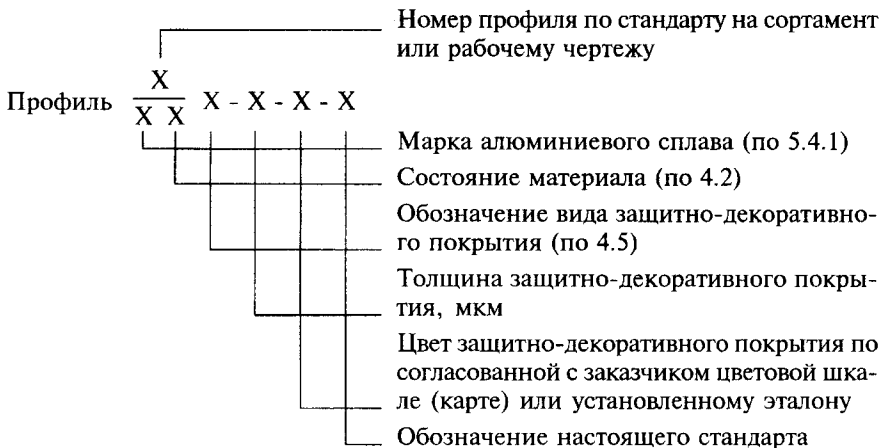 Номер профиля по стандарту на сортамент
или рабочему чертежу
X
Профиль X X X - X - X - X
Марка алюминиевого сплава (по 5.4.1)
Состояние материала (по 4.2)
Обозначение вида защитно-декоративно-
го покрытия (по 4.5)
Толщина защитно-декоративного покры-
тия, мкм
Цвет защитно-декоративного покрытия по
согласованной с заказчиком цветовой шка-
ле (карте) или установленному эталону
Обозначение настоящего стандарта